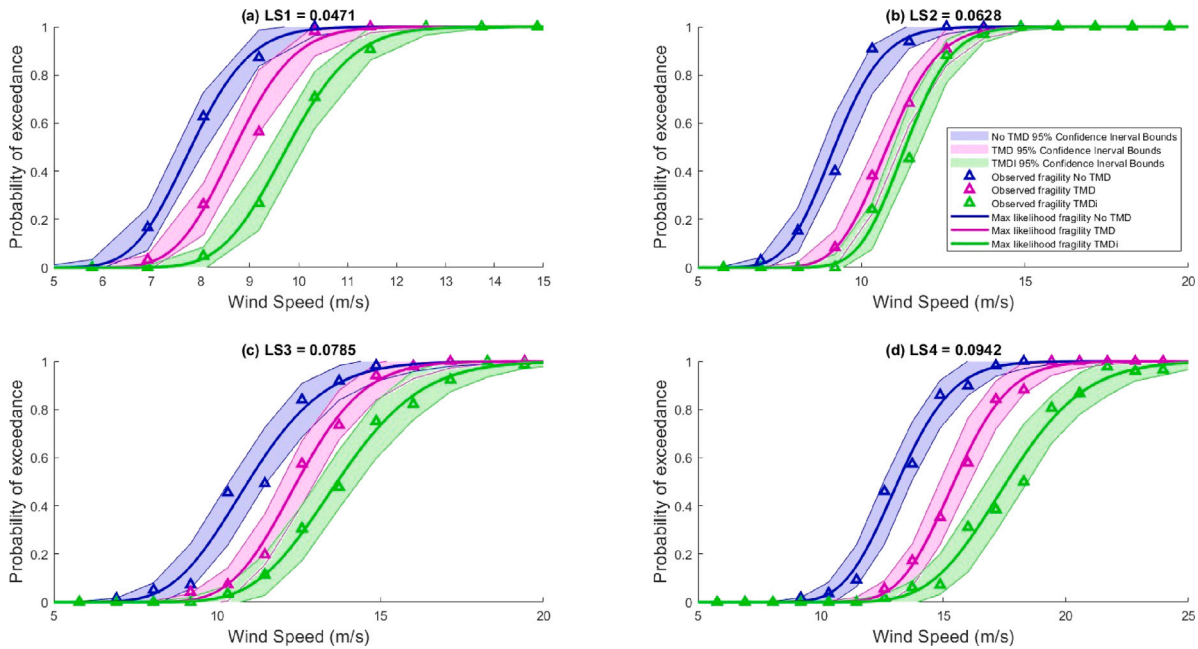 (a) LS1 = 0.0471
Probability of exceedance
1
0.8
0.6
0.4
0.2
0
5 6 7 8 9 10 11 12 13 14 15
Wind Speed (m/s)
(b) LS2 = 0.0628
Probability of exceedance
1
0.8
0.6
0.4
0.2
0
5 10 15 20
Wind Speed (m/s)
No TMD 95% Confidence Inerval Bounds
TMD 95% Confidence Inerval Bounds
TMDI 95% Confidence Inerval Bounds
Observed fragility No TMD
Observed fragility TMD
Observed fragility TMDi
Max likelihood fragility No TMD
Max likelihood fragility TMD
Max likelihood fragility TMDi
(c) LS3 = 0.0785
Probability of exceedance
1
0.8
0.6
0.4
0.2
0
5 10 15 20
Wind Speed (m/s)
(d) LS4 = 0.0942
Probability of exceedance
1
0.8
0.6
0.4
0.2
0
5 10 15 20 25
Wind Speed (m/s)